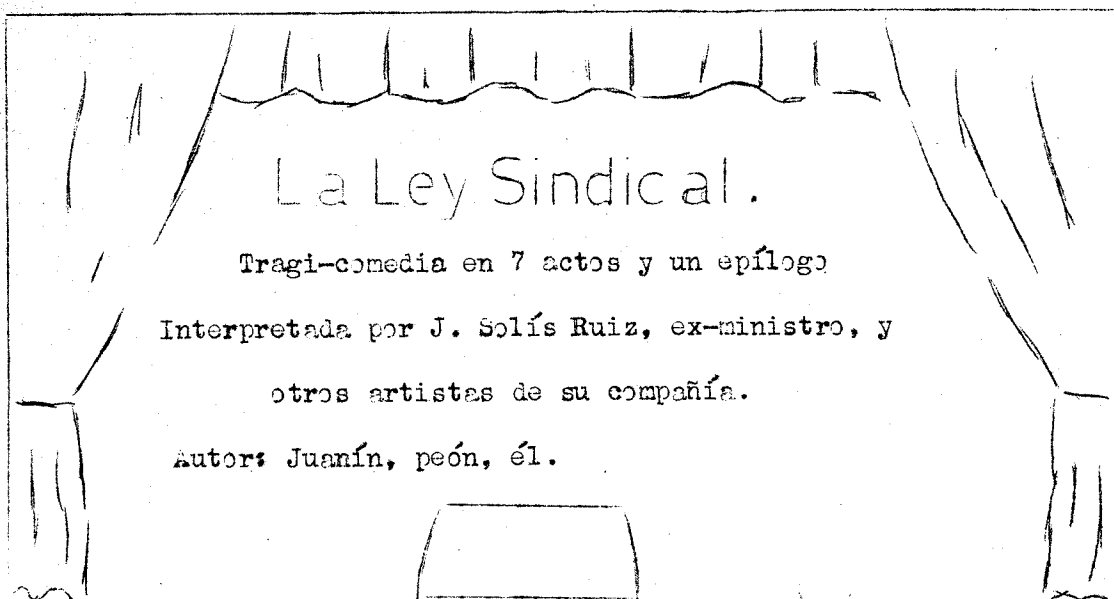 La Ley Sindical.
Tragi-comedia en 7 actos y un epílogo
Interpretada por J. Solís Ruiz, ex-ministro, y
otros artistas de su compañía.
Autor: Juanín, peón, él.